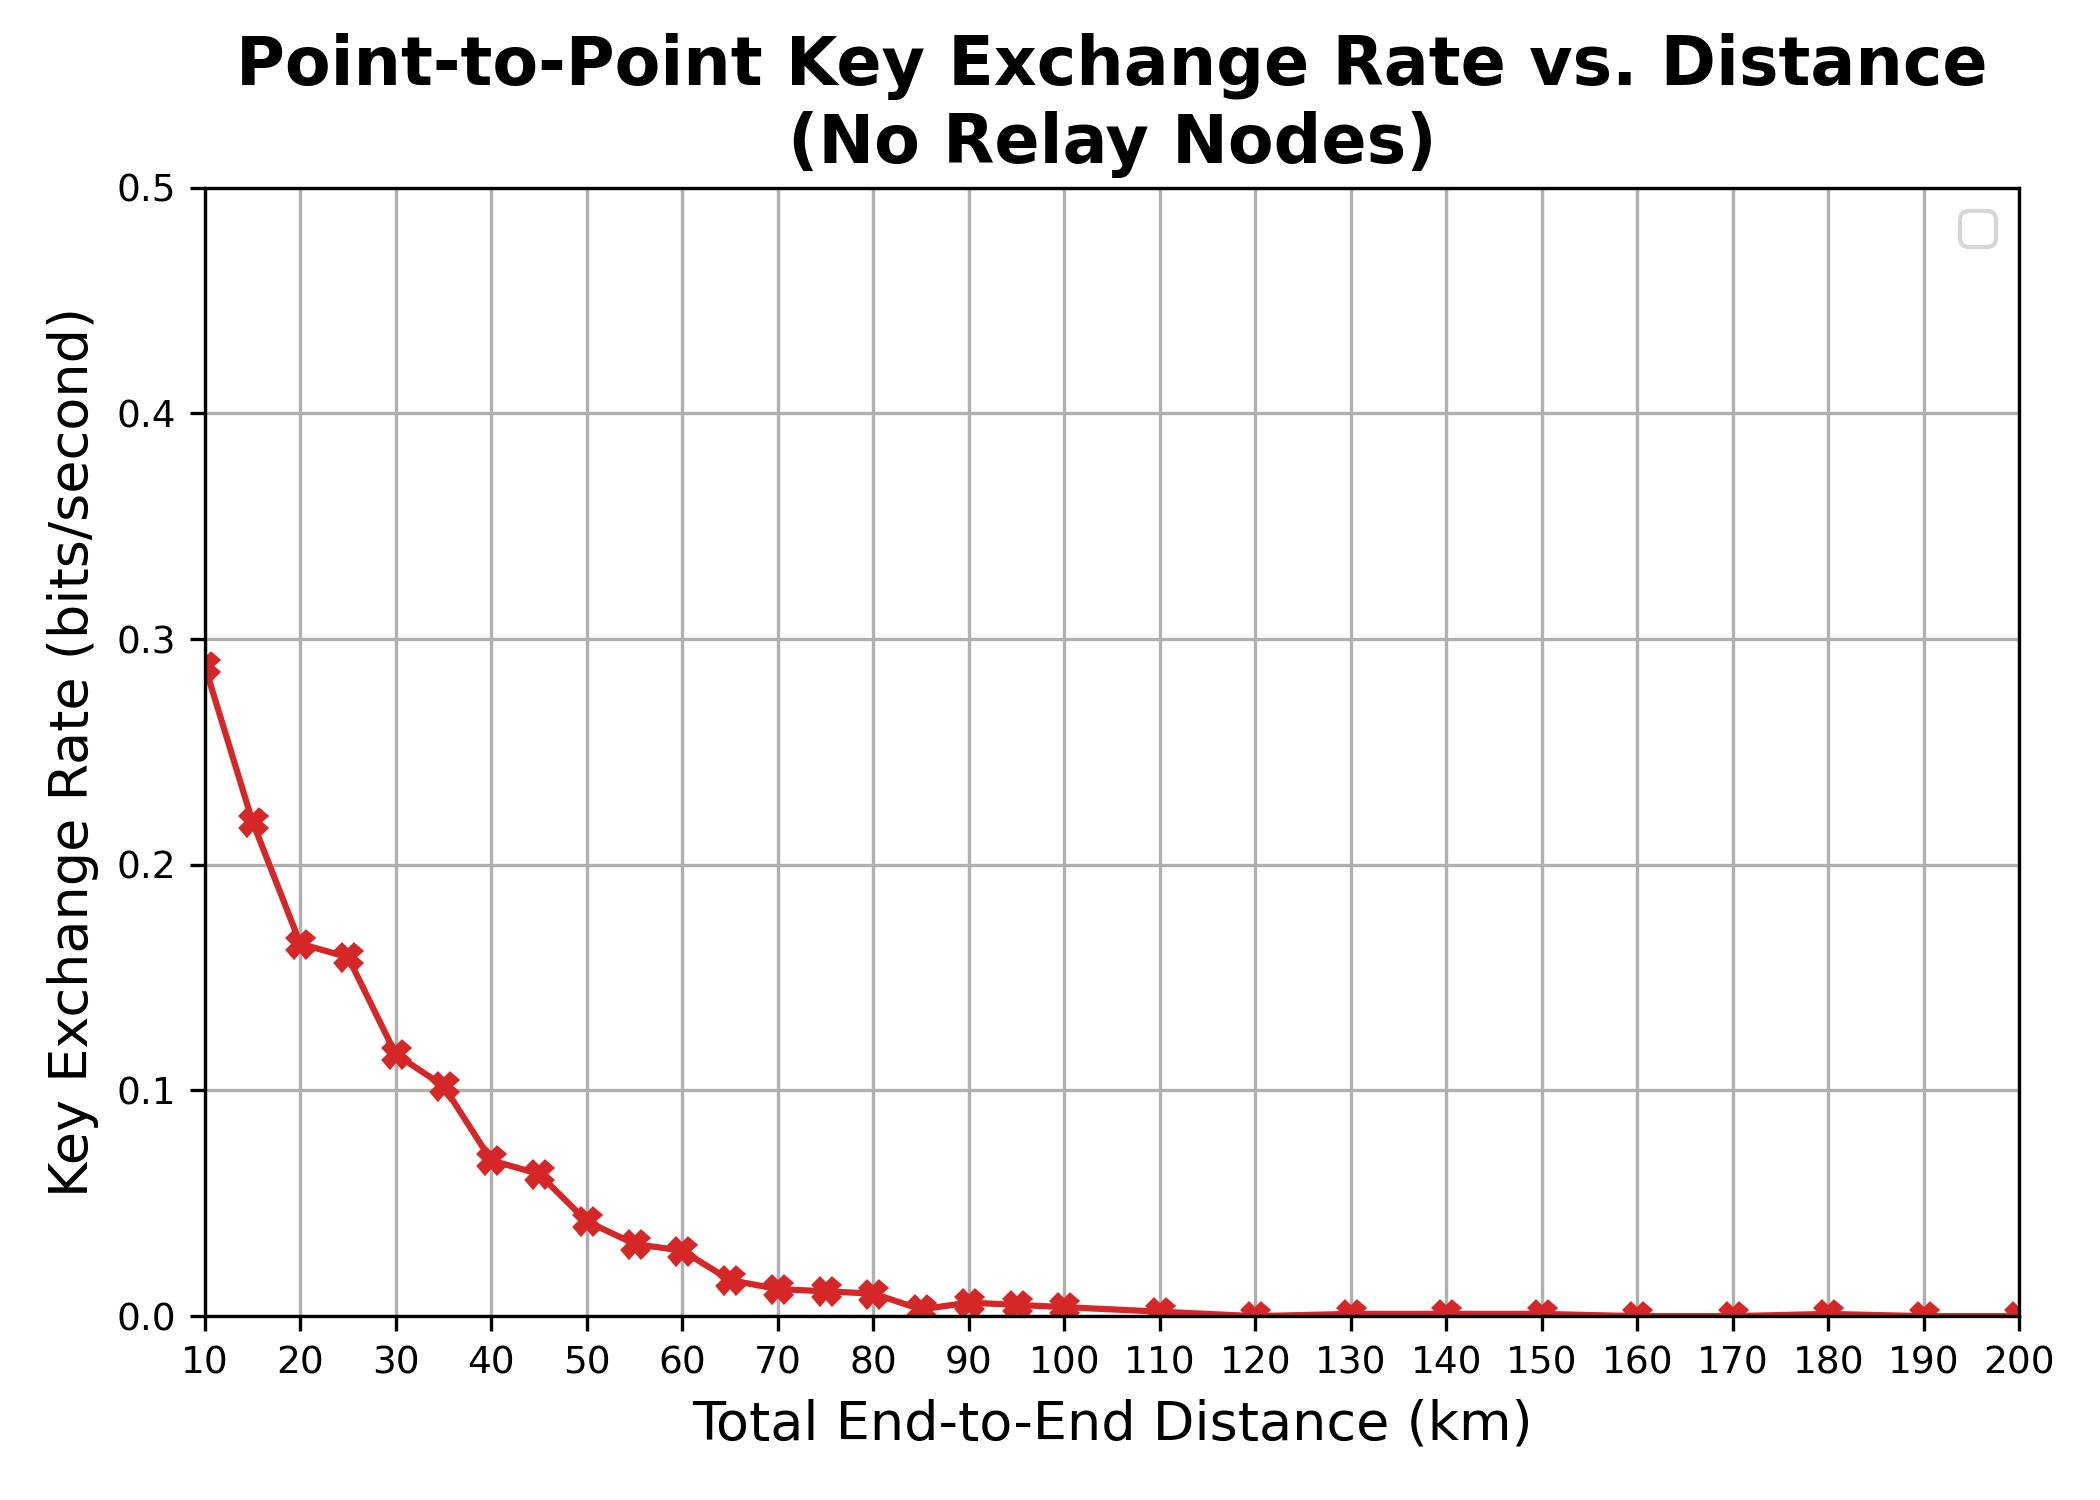 Point-to-Point Key Exchange Rate vs. Distance
(No Relay Nodes)
Key Exchange Rate (bits/second)
0.5
0.4
0.3
0.2
0.1
0.0
10 20 30 40 50 60 70 80 90 100 110 120 130 140 150 160 170 180 190 200
Total End-to-End Distance (km)